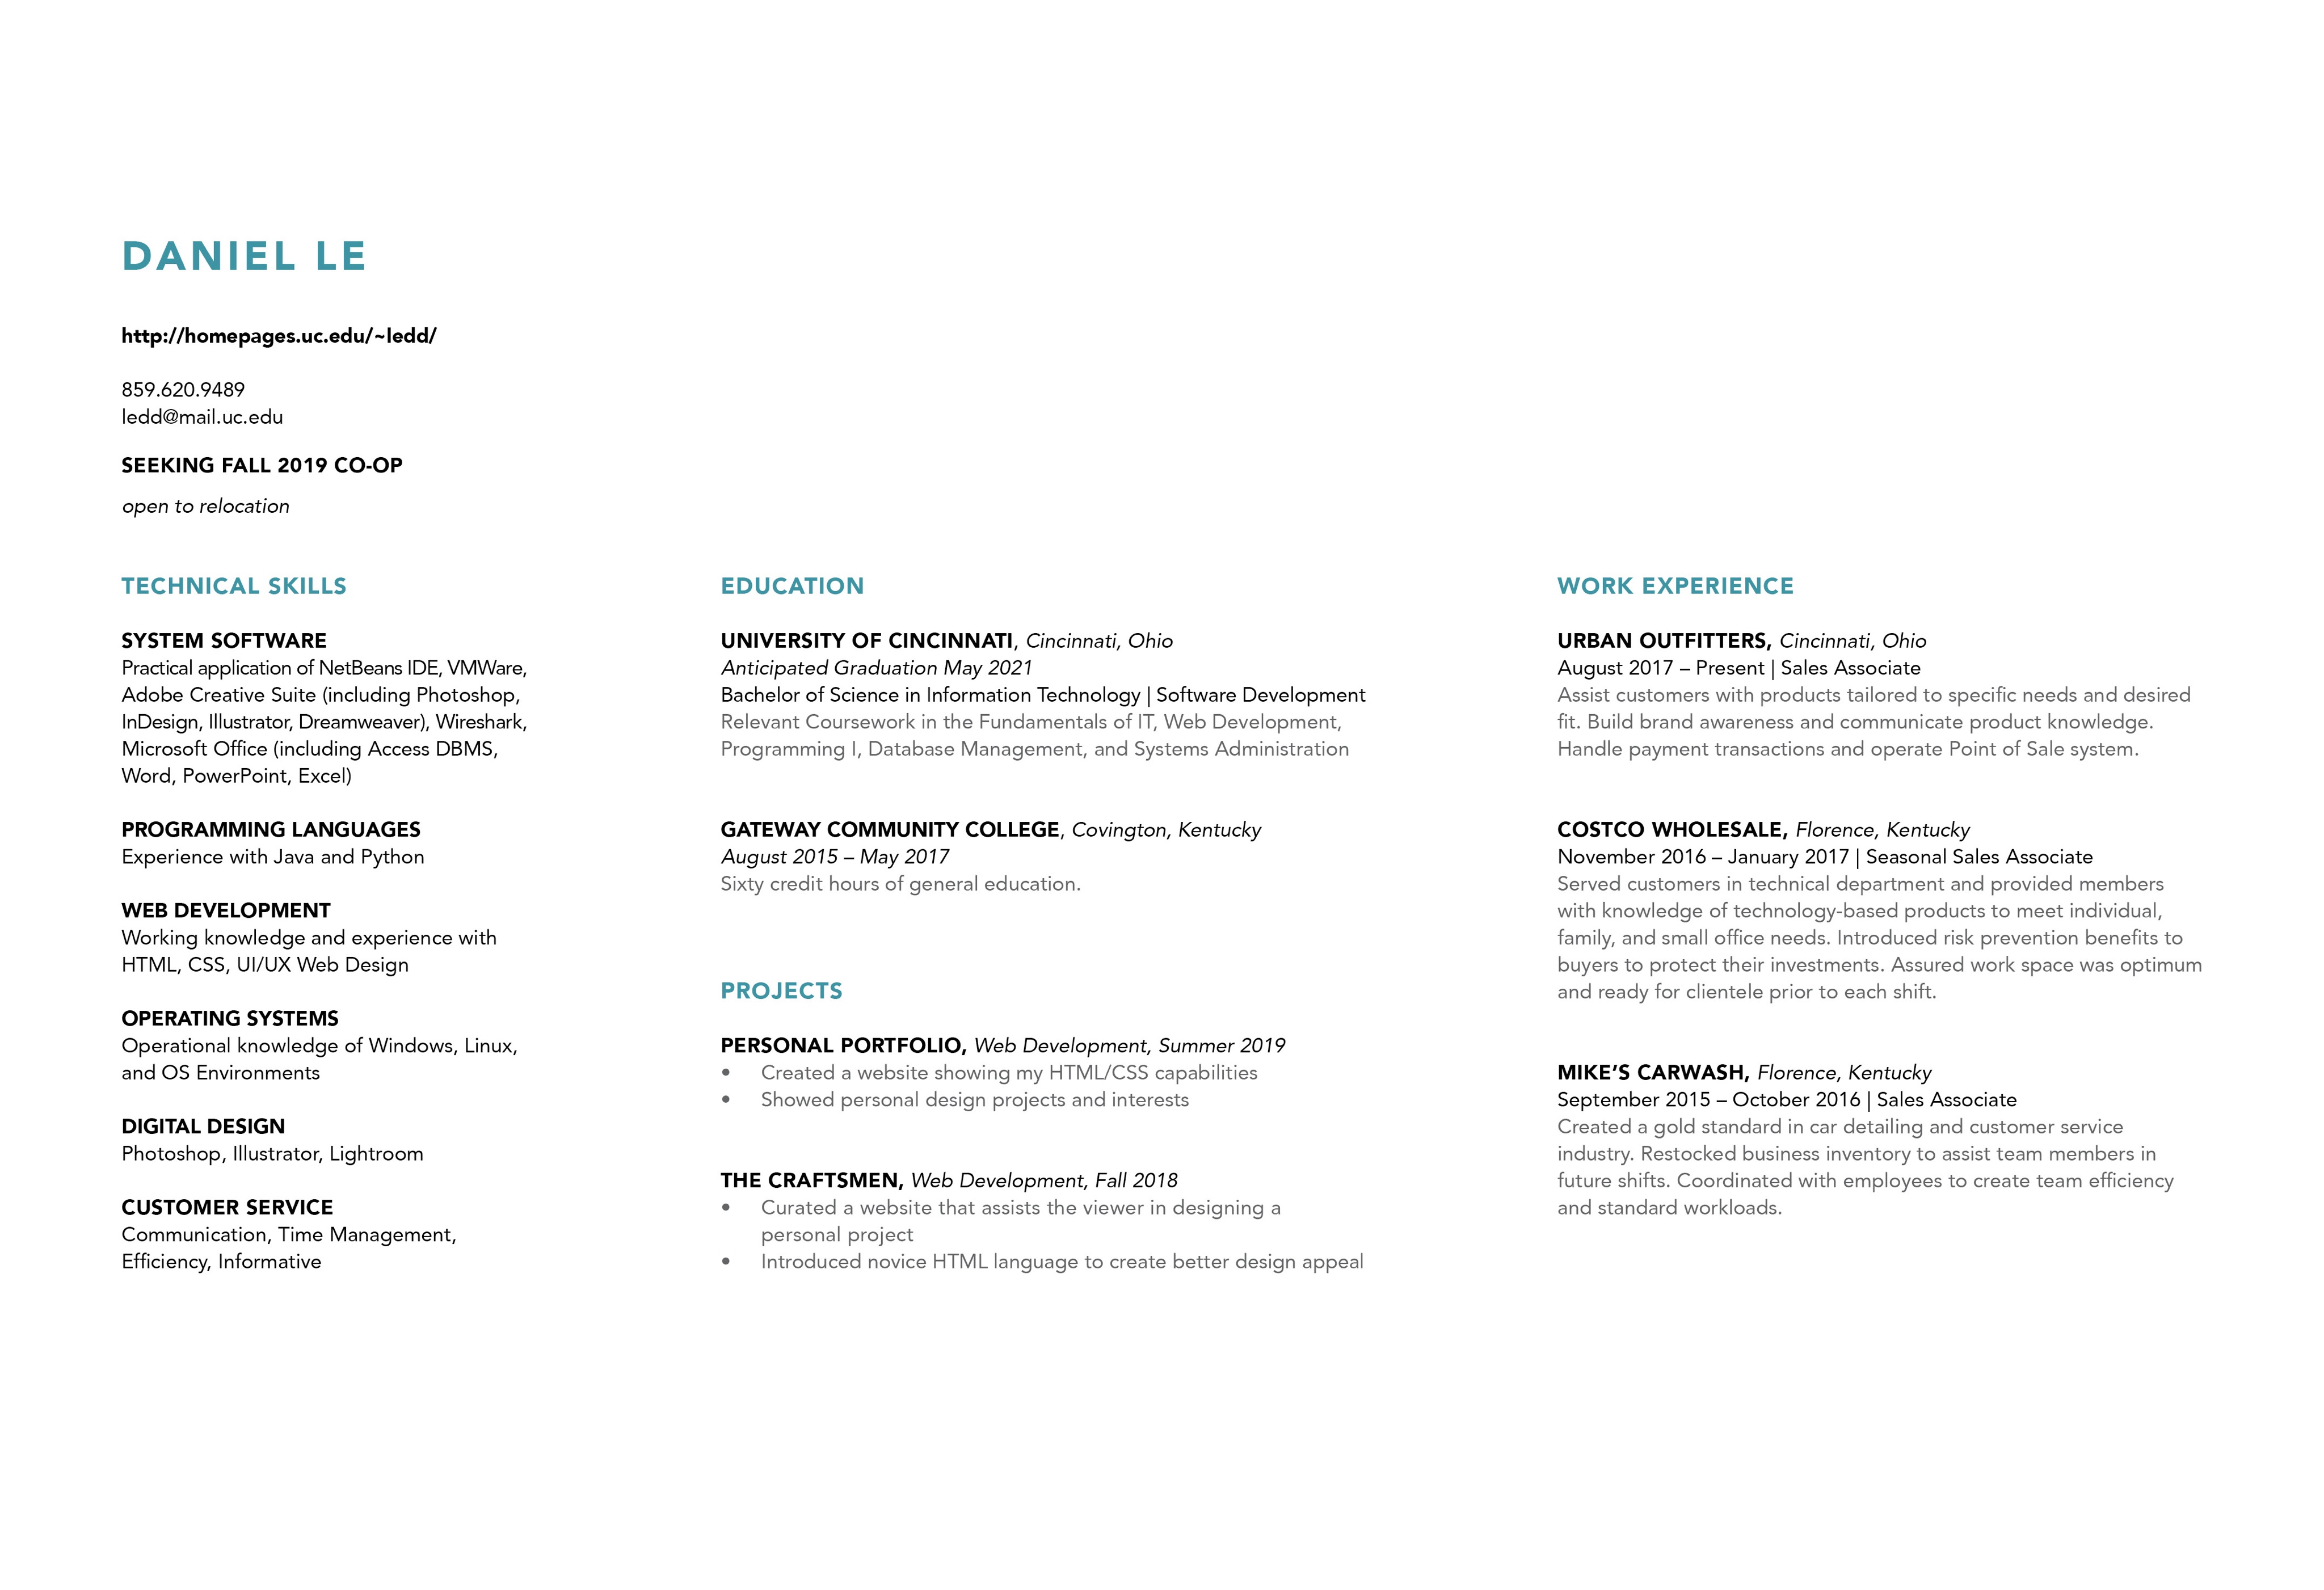 DANIEL LE
http://homepages.uc.edu/~ledd/
859.620.9489
ledd@mail.uc.edu
SEEKING FALL 2019 CO-OP
open to relocation
TECHNICAL SKILLS
SYSTEM SOFTWARE
Practical application of NetBeans IDE, VMWare,
Adobe Creative Suite (including Photoshop,
InDesign, Illustrator, Dreamweaver), Wireshark,
Microsoft Office (including Access DBMS,
Word, PowerPoint, Excel)
PROGRAMMING LANGUAGES
Experience with Java and Python
WEB DEVELOPMENT
Working knowledge and experience with
HTML, CSS, UI/UX Web Design
OPERATING SYSTEMS
Operational knowledge of Windows, Linux,
and OS Environments
DIGITAL DESIGN
Photoshop, Illustrator, Lightroom
CUSTOMER SERVICE
Communication, Time Management,
Efficiency, Informative
EDUCATION
UNIVERSITY OF CINCINNATI, Cincinnati, Ohio
Anticipated Graduation May 2021
Bachelor of Science in Information Technology | Software Development
Relevant Coursework in the Fundamentals of IT, Web Development,
Programming I, Database Management, and Systems Administration
GATEWAY COMMUNITY COLLEGE, Covington, Kentucky
August 2015 – May 2017
Sixty credit hours of general education.
PROJECTS
PERSONAL PORTFOLIO, Web Development, Summer 2019
• Created a website showing my HTML/CSS capabilities
• Showed personal design projects and interests
THE CRAFTSMEN, Web Development, Fall 2018
• Curated a website that assists the viewer in designing a
personal project
• Introduced novice HTML language to create better design appeal
WORK EXPERIENCE
URBAN OUTFITTERS, Cincinnati, Ohio
August 2017 – Present | Sales Associate
Assist customers with products tailored to specific needs and desired
fit. Build brand awareness and communicate product knowledge.
Handle payment transactions and operate Point of Sale system.
COSTCO WHOLESALE, Florence, Kentucky
November 2016 – January 2017 | Seasonal Sales Associate
Served customers in technical department and provided members
with knowledge of technology-based products to meet individual,
family, and small office needs. Introduced risk prevention benefits to
buyers to protect their investments. Assured work space was optimum
and ready for clientele prior to each shift.
MIKE’S CARWASH, Florence, Kentucky
September 2015 – October 2016 | Sales Associate
Created a gold standard in car detailing and customer service
industry. Restocked business inventory to assist team members in
future shifts. Coordinated with employees to create team efficiency
and standard workloads.